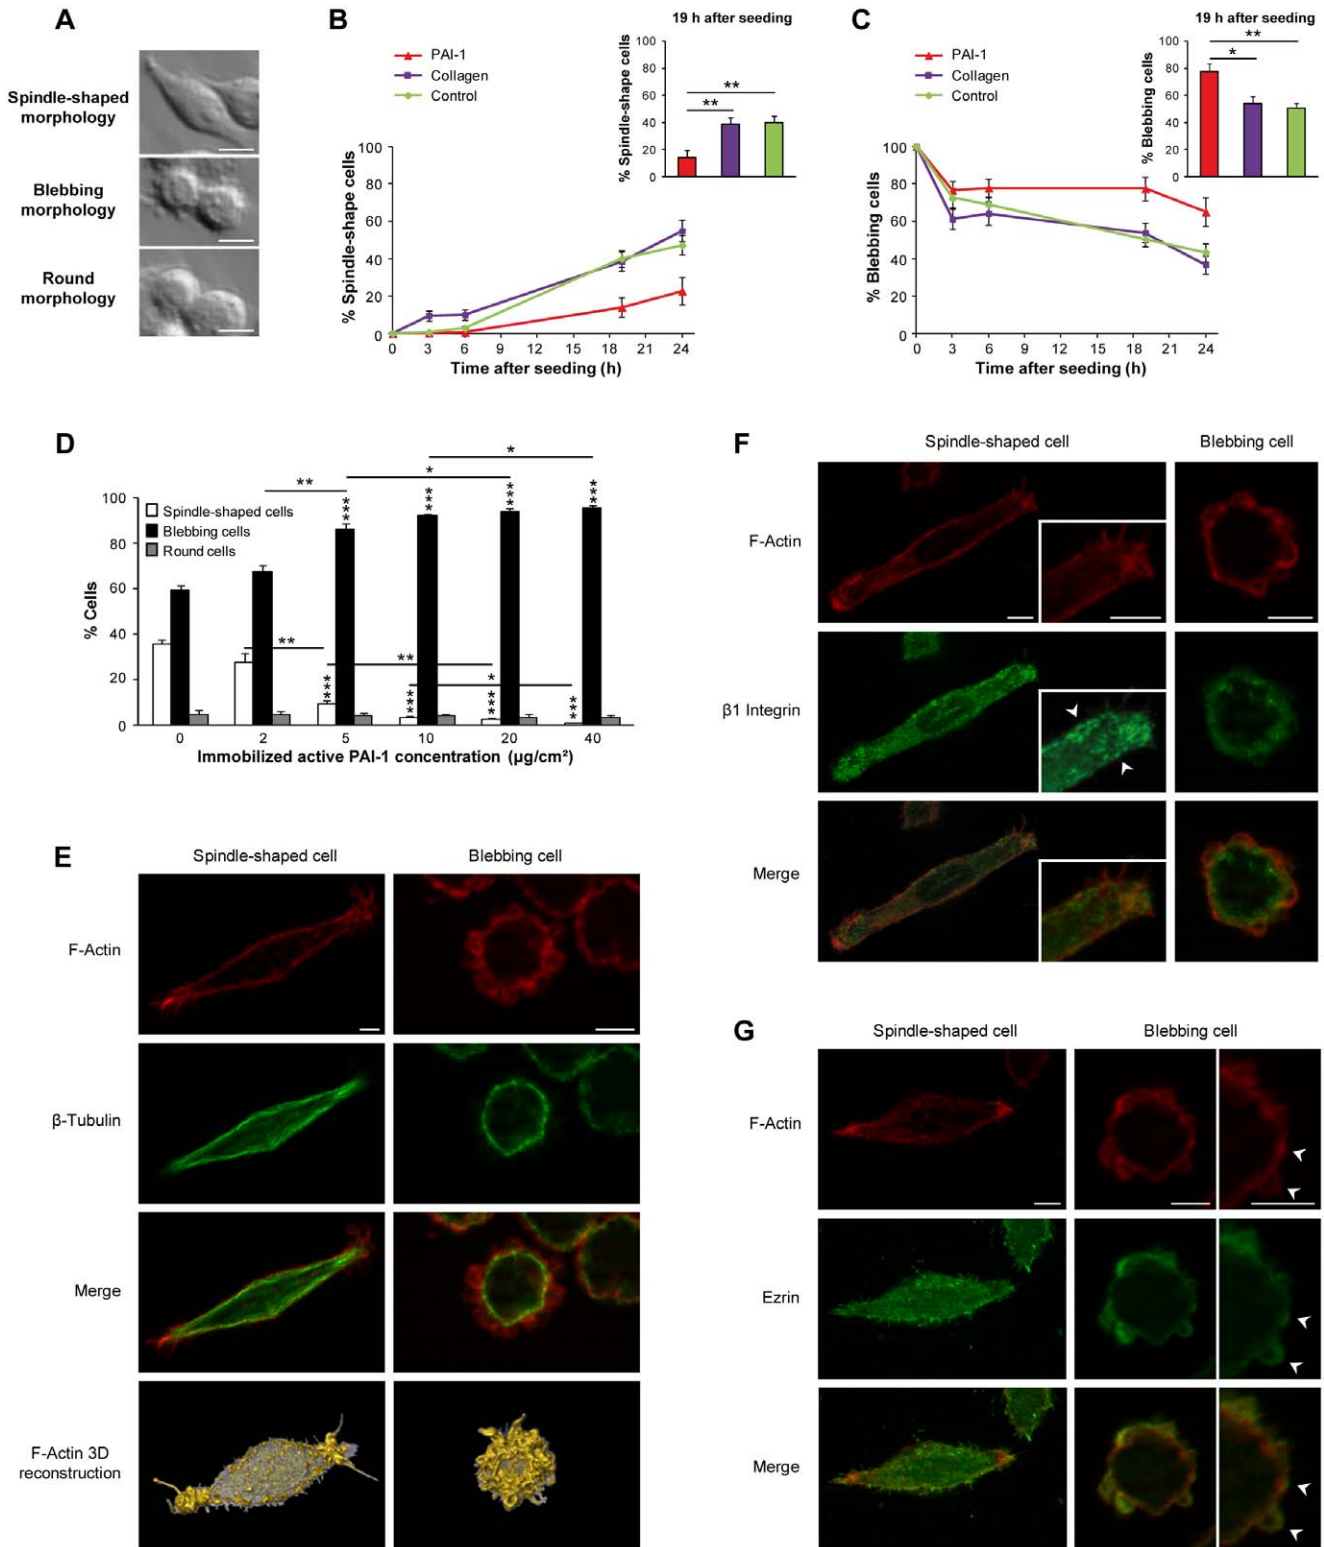 A
Spindle-shaped
morphology
Blebbing
morphology
Round
morphology
B
PAI-1
Collagen
Control
19 h after seeding
% Spindle-shape cells
100
80
60
40
20
0
**
**
% Spindle-shape cells
100
80
60
40
20
0
0 3 6 9 12 15 18 21 24
Time after seeding (h)
C
PAI-1
Collagen
Control
19 h after seeding
% Blebbing cells
100
80
60
40
20
0
**
*
% Blebbing cells
100
80
60
40
20
0
0 3 6 9 12 15 18 21 24
Time after seeding (h)
D
Spindle-shaped cells
Blebbing cells
Round cells
% Cells
100
80
60
40
20
0
*
*
**
***
***
***
***
**
**
*
***
***
***
***
0 2 5 10 20 40
Immobilized active PAI-1 concentration (µg/cm²)
E
Spindle-shaped cell
Blebbing cell
F-Actin
β-Tubulin
Merge
F-Actin 3D
reconstruction
F
Spindle-shaped cell
Blebbing cell
F-Actin
β1 Integrin
Merge
G
Spindle-shaped cell
Blebbing cell
F-Actin
Ezrin
Merge